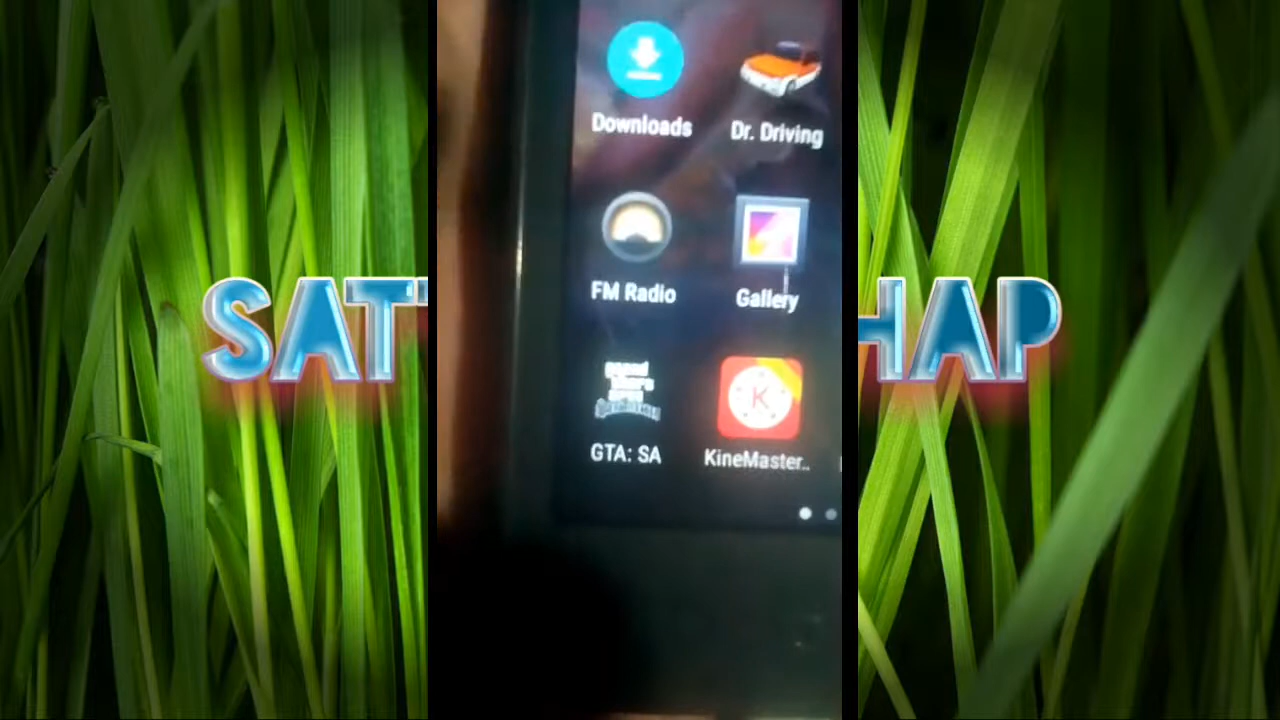 Downloads
Dr. Driving
FM Radio
Gallery
SAT
HAP
K
GTA: SA
KineMaster..